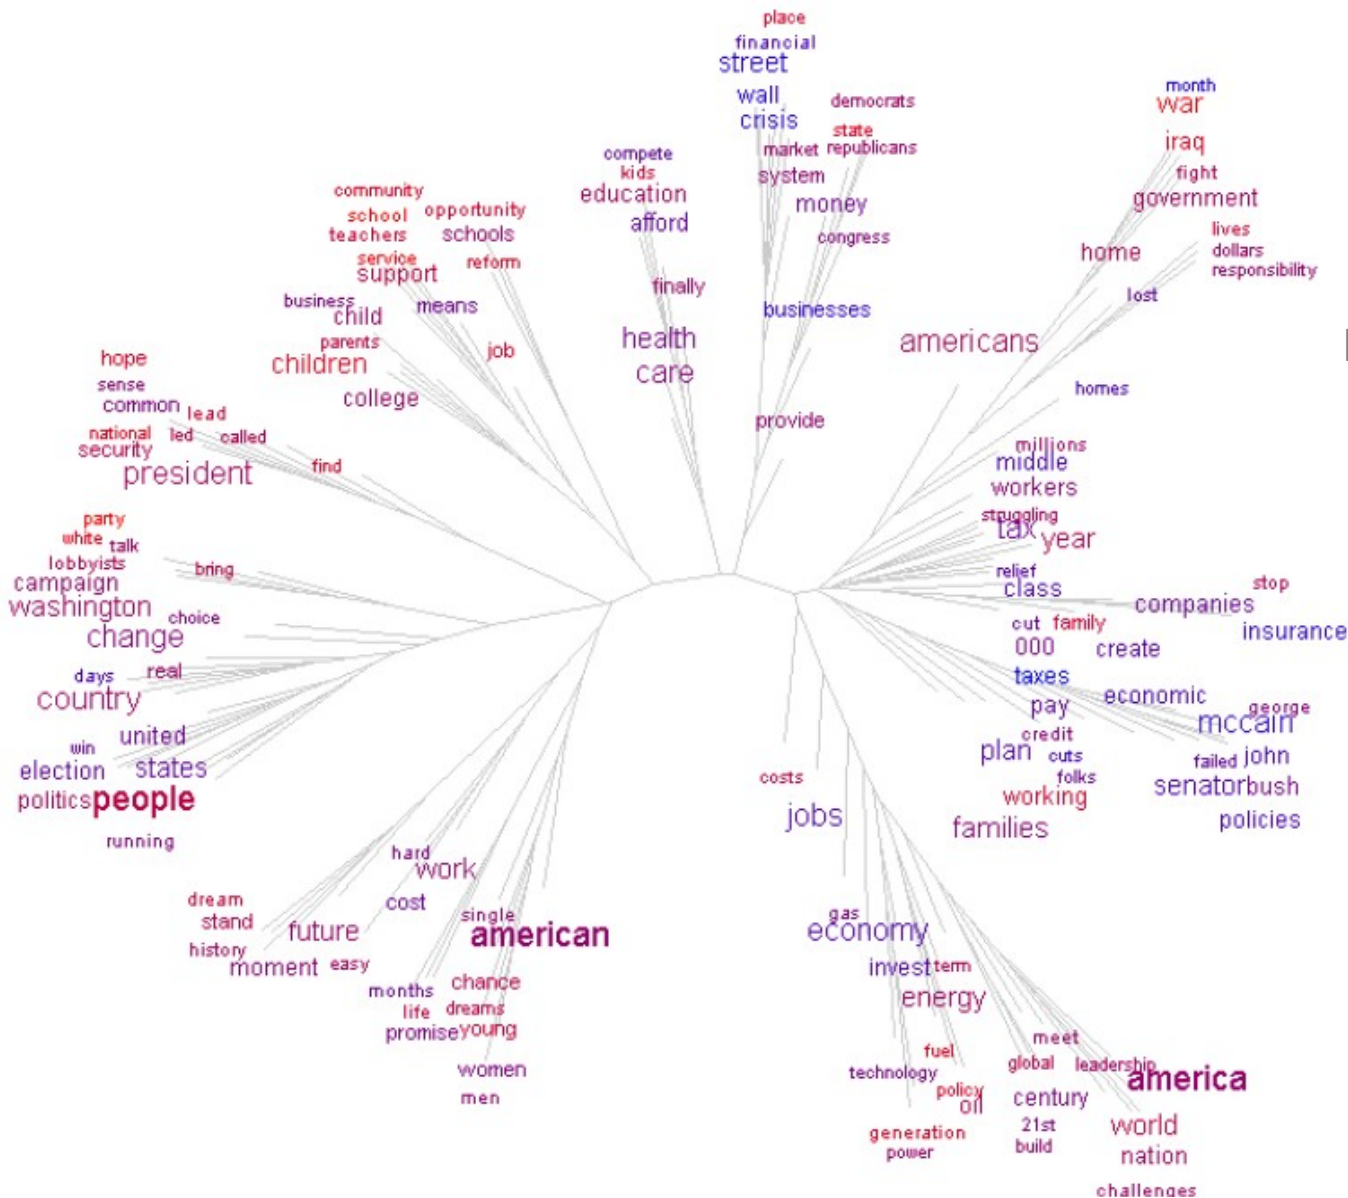 place
financial
street
wall
crisis
democrats
state
market republicans
system
money
congress
businesses
provide
month
war
iraq
fight
government
lives
home
dollars
responsibility
lost
americans
homes
compete
kids
education
afford
finally
health
care
community
school opportunity
teachers schools
service reform
support
business means
child
parents job
children
college
hope
sense
common lead
national led called
security
president find
party
white talk
lobbyists bring
campaign
washington
change choice
days real
country
win united
election states
politics people
running
millions
middle
workers
struggling
tax year
relief
class
companies stop
cut family insurance
000 create
taxes
pay economic george
mccain
plan credit
cuts failed john
folks
working senator bush
families policies
costs
jobs
hard work
dream cost
stand single
future american
history
moment easy
months chance
life dreams
promise young
women
men
gas
economy
invest term
energy
meet
fuel global leadership
technology america
policy century
oil
21st world
generation build
power nation
challenges